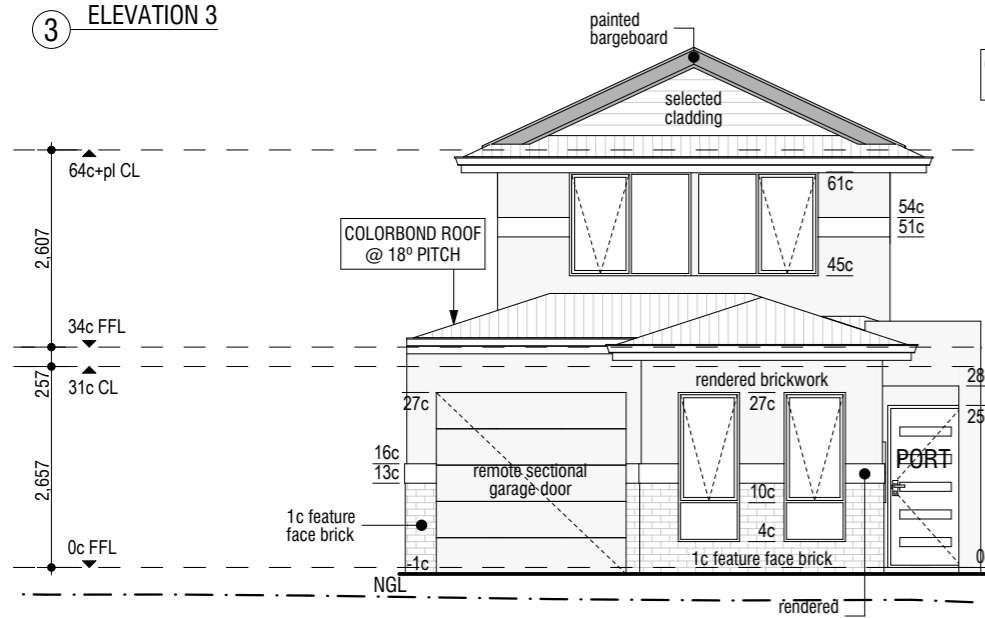 3 ELEVATION 3
painted
bargeboard
selected
cladding
64c+pl CL
61c
54c
51c
COLORBOND ROOF
@ 18º PITCH
45c
2,607
34c FFL
257
31c CL
rendered brickwork
28
27c
27c
25
16c
13c
PORT
remote sectional
garage door
2,657
10c
1c feature
face brick
4c
0c FFL
-1c
1c feature face brick
0
NGL
rendered